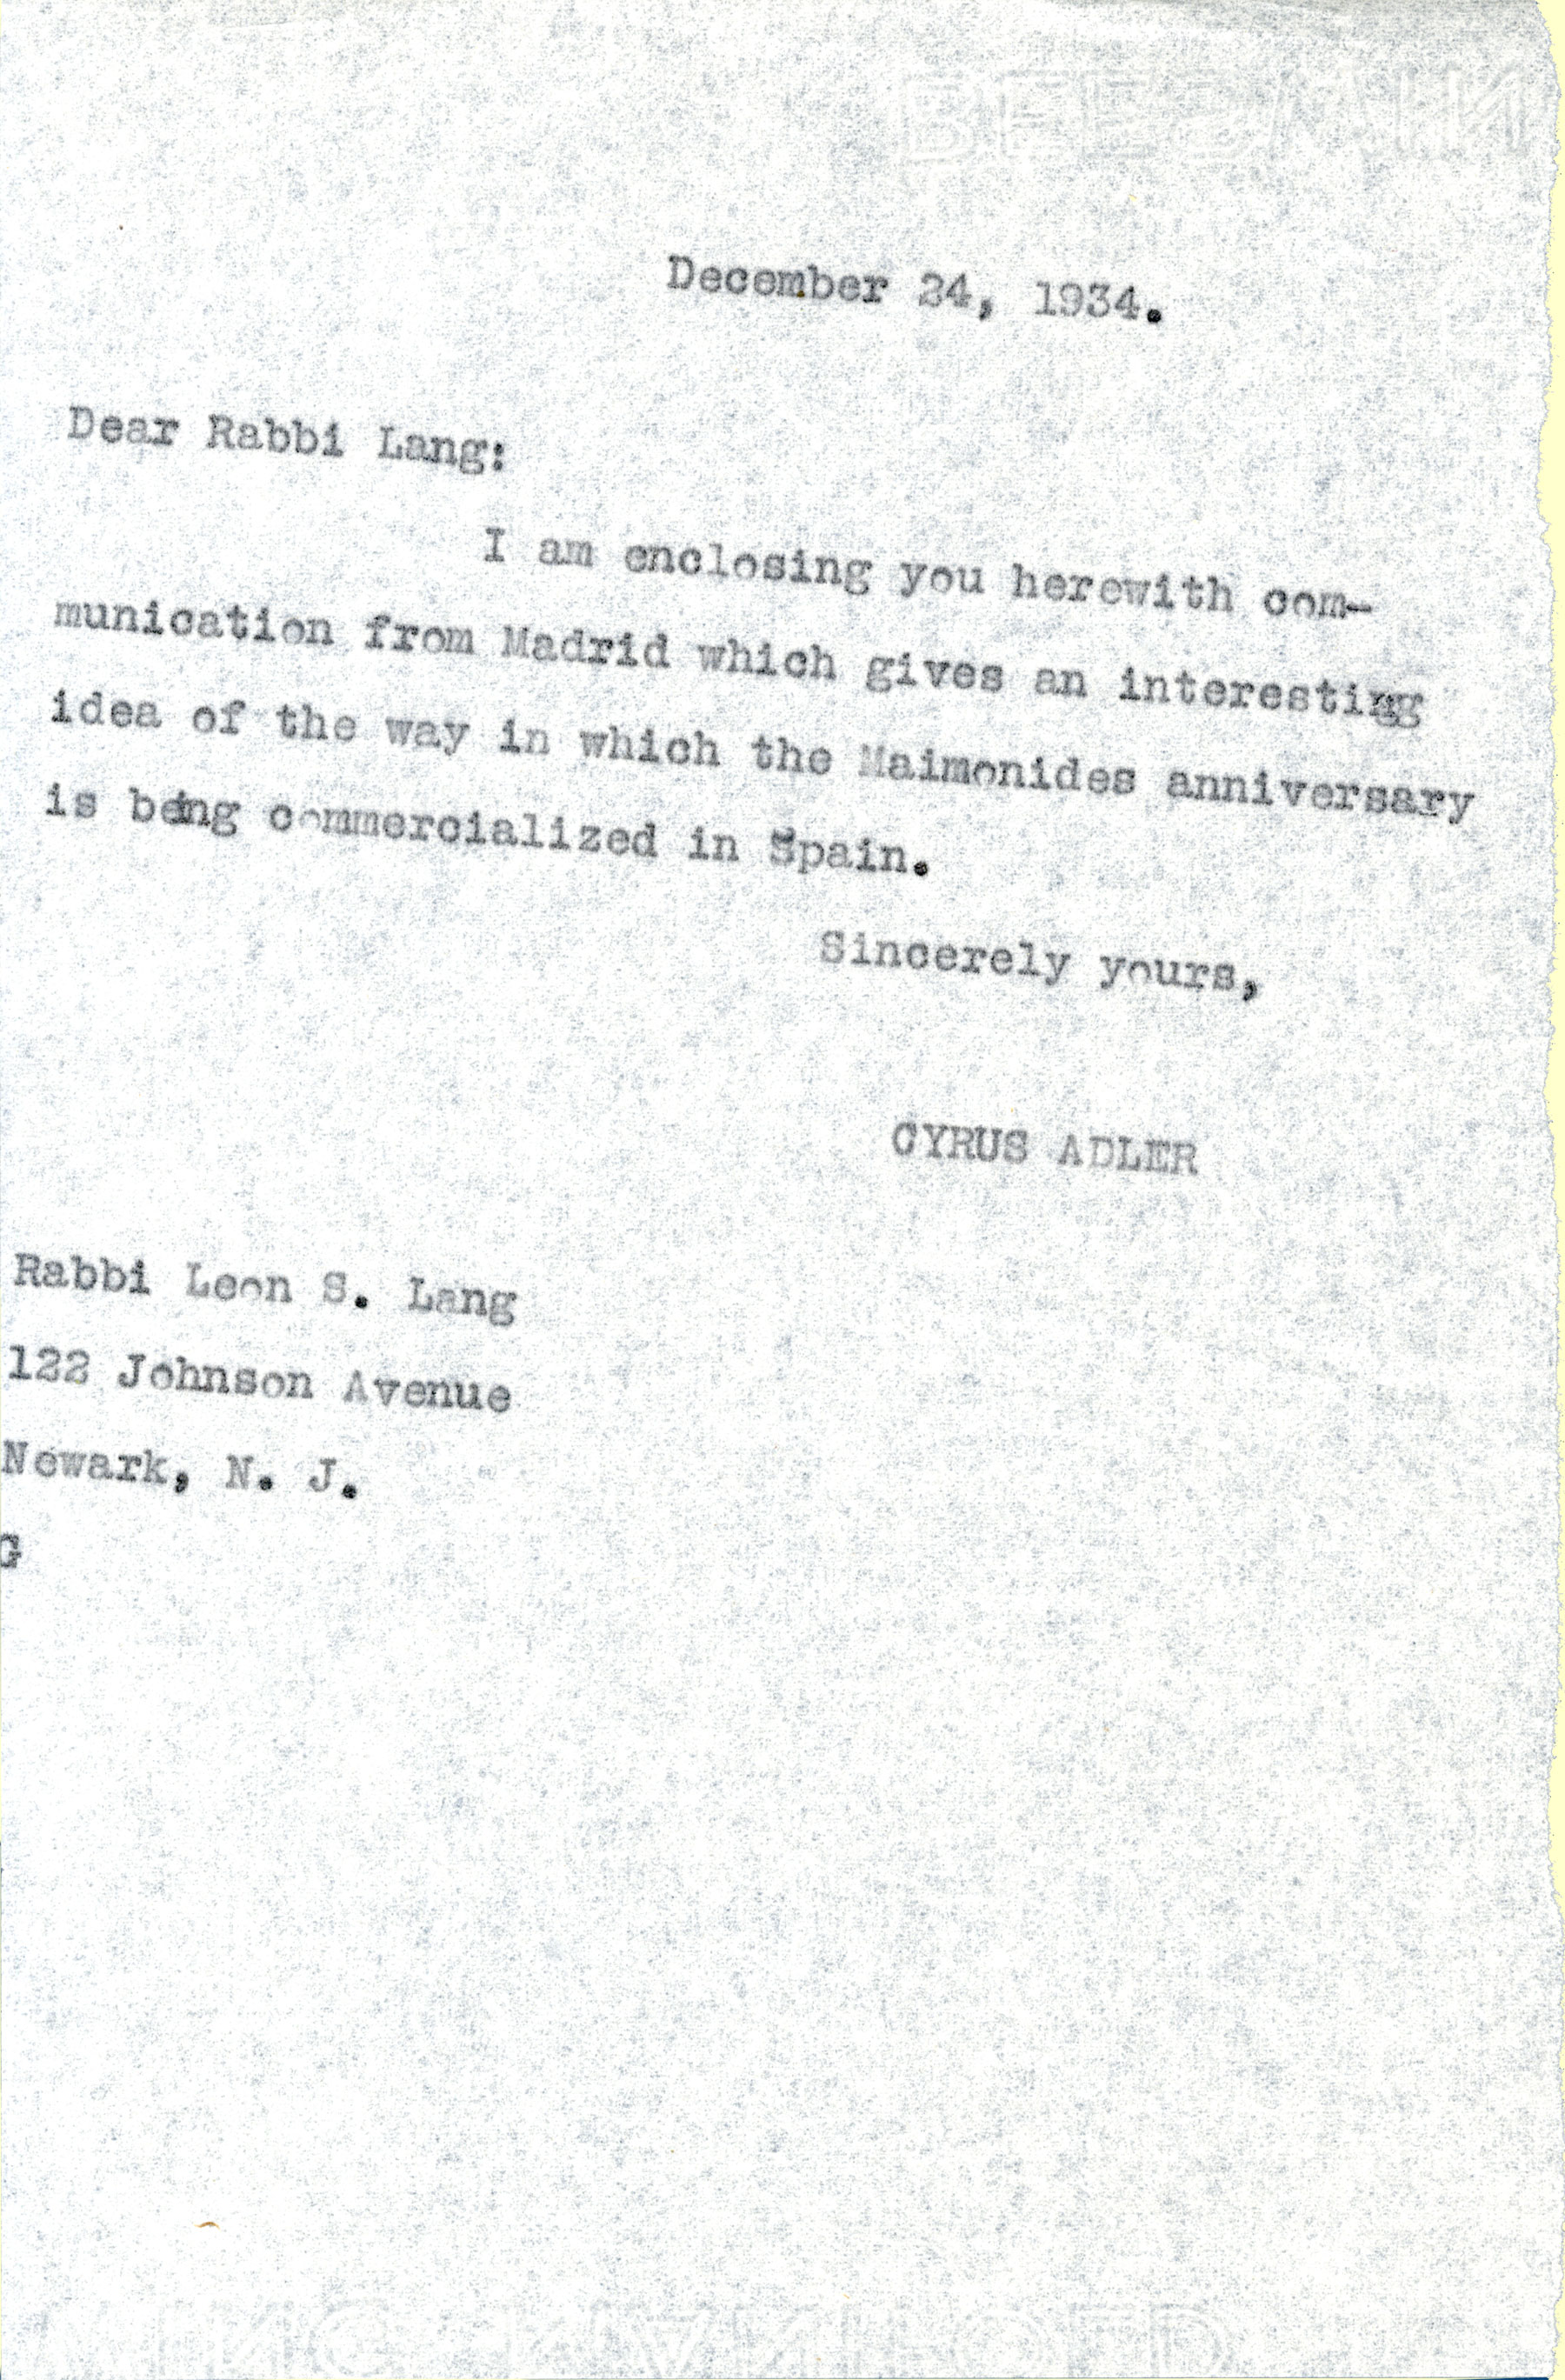 December 24, 1934.
Dear Rabbi Lang:
I am enclosing you herewith com-
munication from Madrid which gives an interesting
idea of the way in which the Maimonides anniversary
is being commercialized in Spain.
Sincerely yours,
CYRUS ADLER
Rabbi Leon S. Lang
122 Johnson Avenue
Newark, N. J.
G